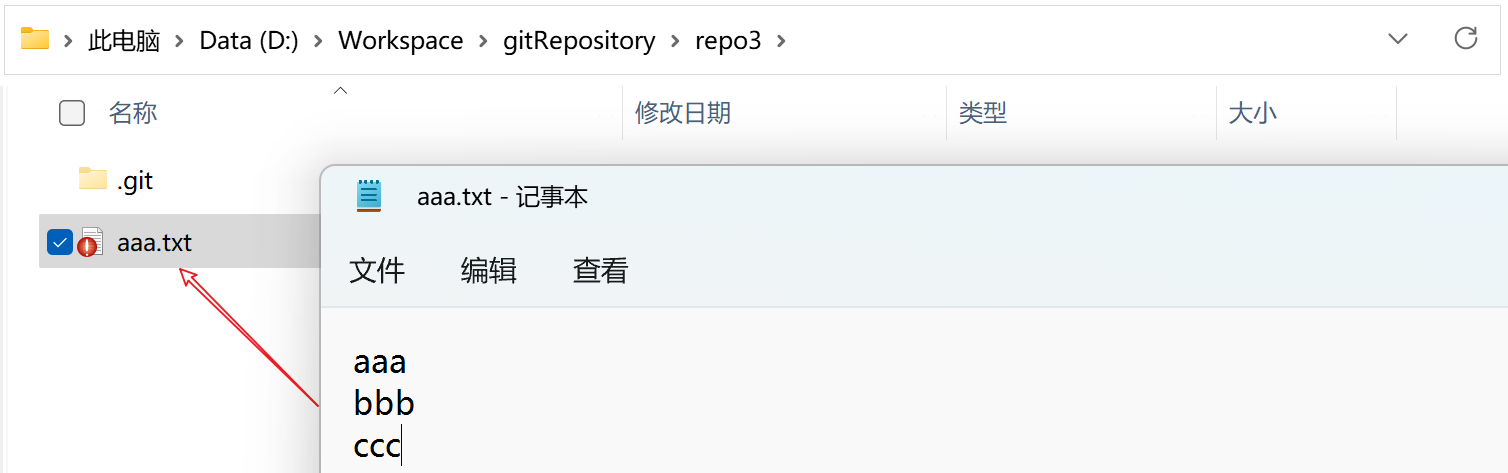 此电脑 Data (D:) Workspace gitRepository repo3
名称 修改日期 类型 大小
.git
aaa.txt - 记事本
aaa.txt
文件 编辑 查看
aaa
bbb
ccc